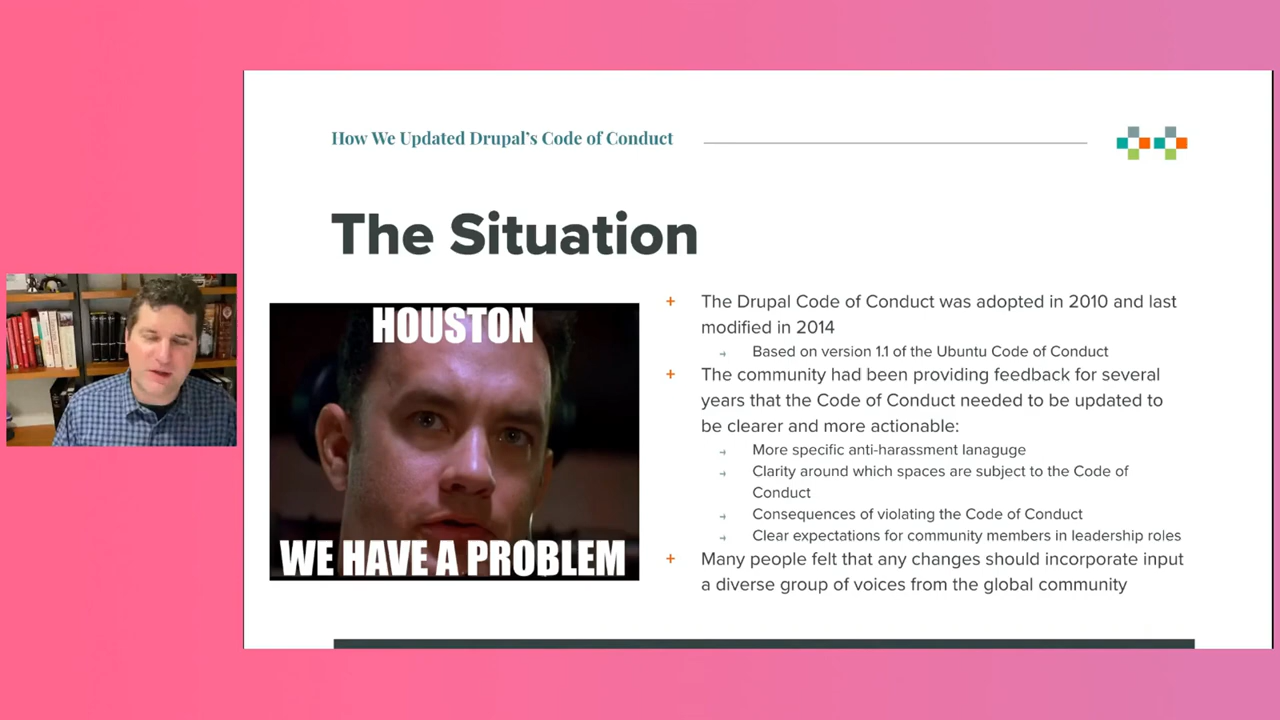 How We Updated Drupal's Code of Conduct
The Situation
HOUSTON
WE HAVE A PROBLEM
+ The Drupal Code of Conduct was adopted in 2010 and last
modified in 2014
Based on version 1.1 of the Ubuntu Code of Conduct
+ The community had been providing feedback for several
years that the Code of Conduct needed to be updated to
be clearer and more actionable:
More specific anti-harassment lanaguge
Clarity around which spaces are subject to the Code of
Conduct
Consequences of violating the Code of Conduct
Clear expectations for community members in leadership roles
+ Many people felt that any changes should incorporate input
a diverse group of voices from the global community